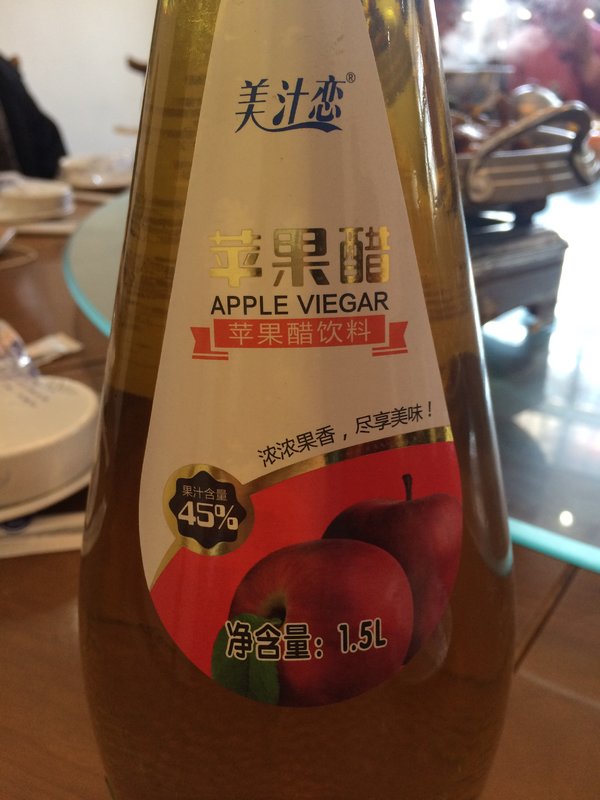 美汁恋®
苹果醋
APPLE VIEGAR
苹果醋饮料
浓浓果香，尽享美味！
果汁含量
45%
净含量：1.5L